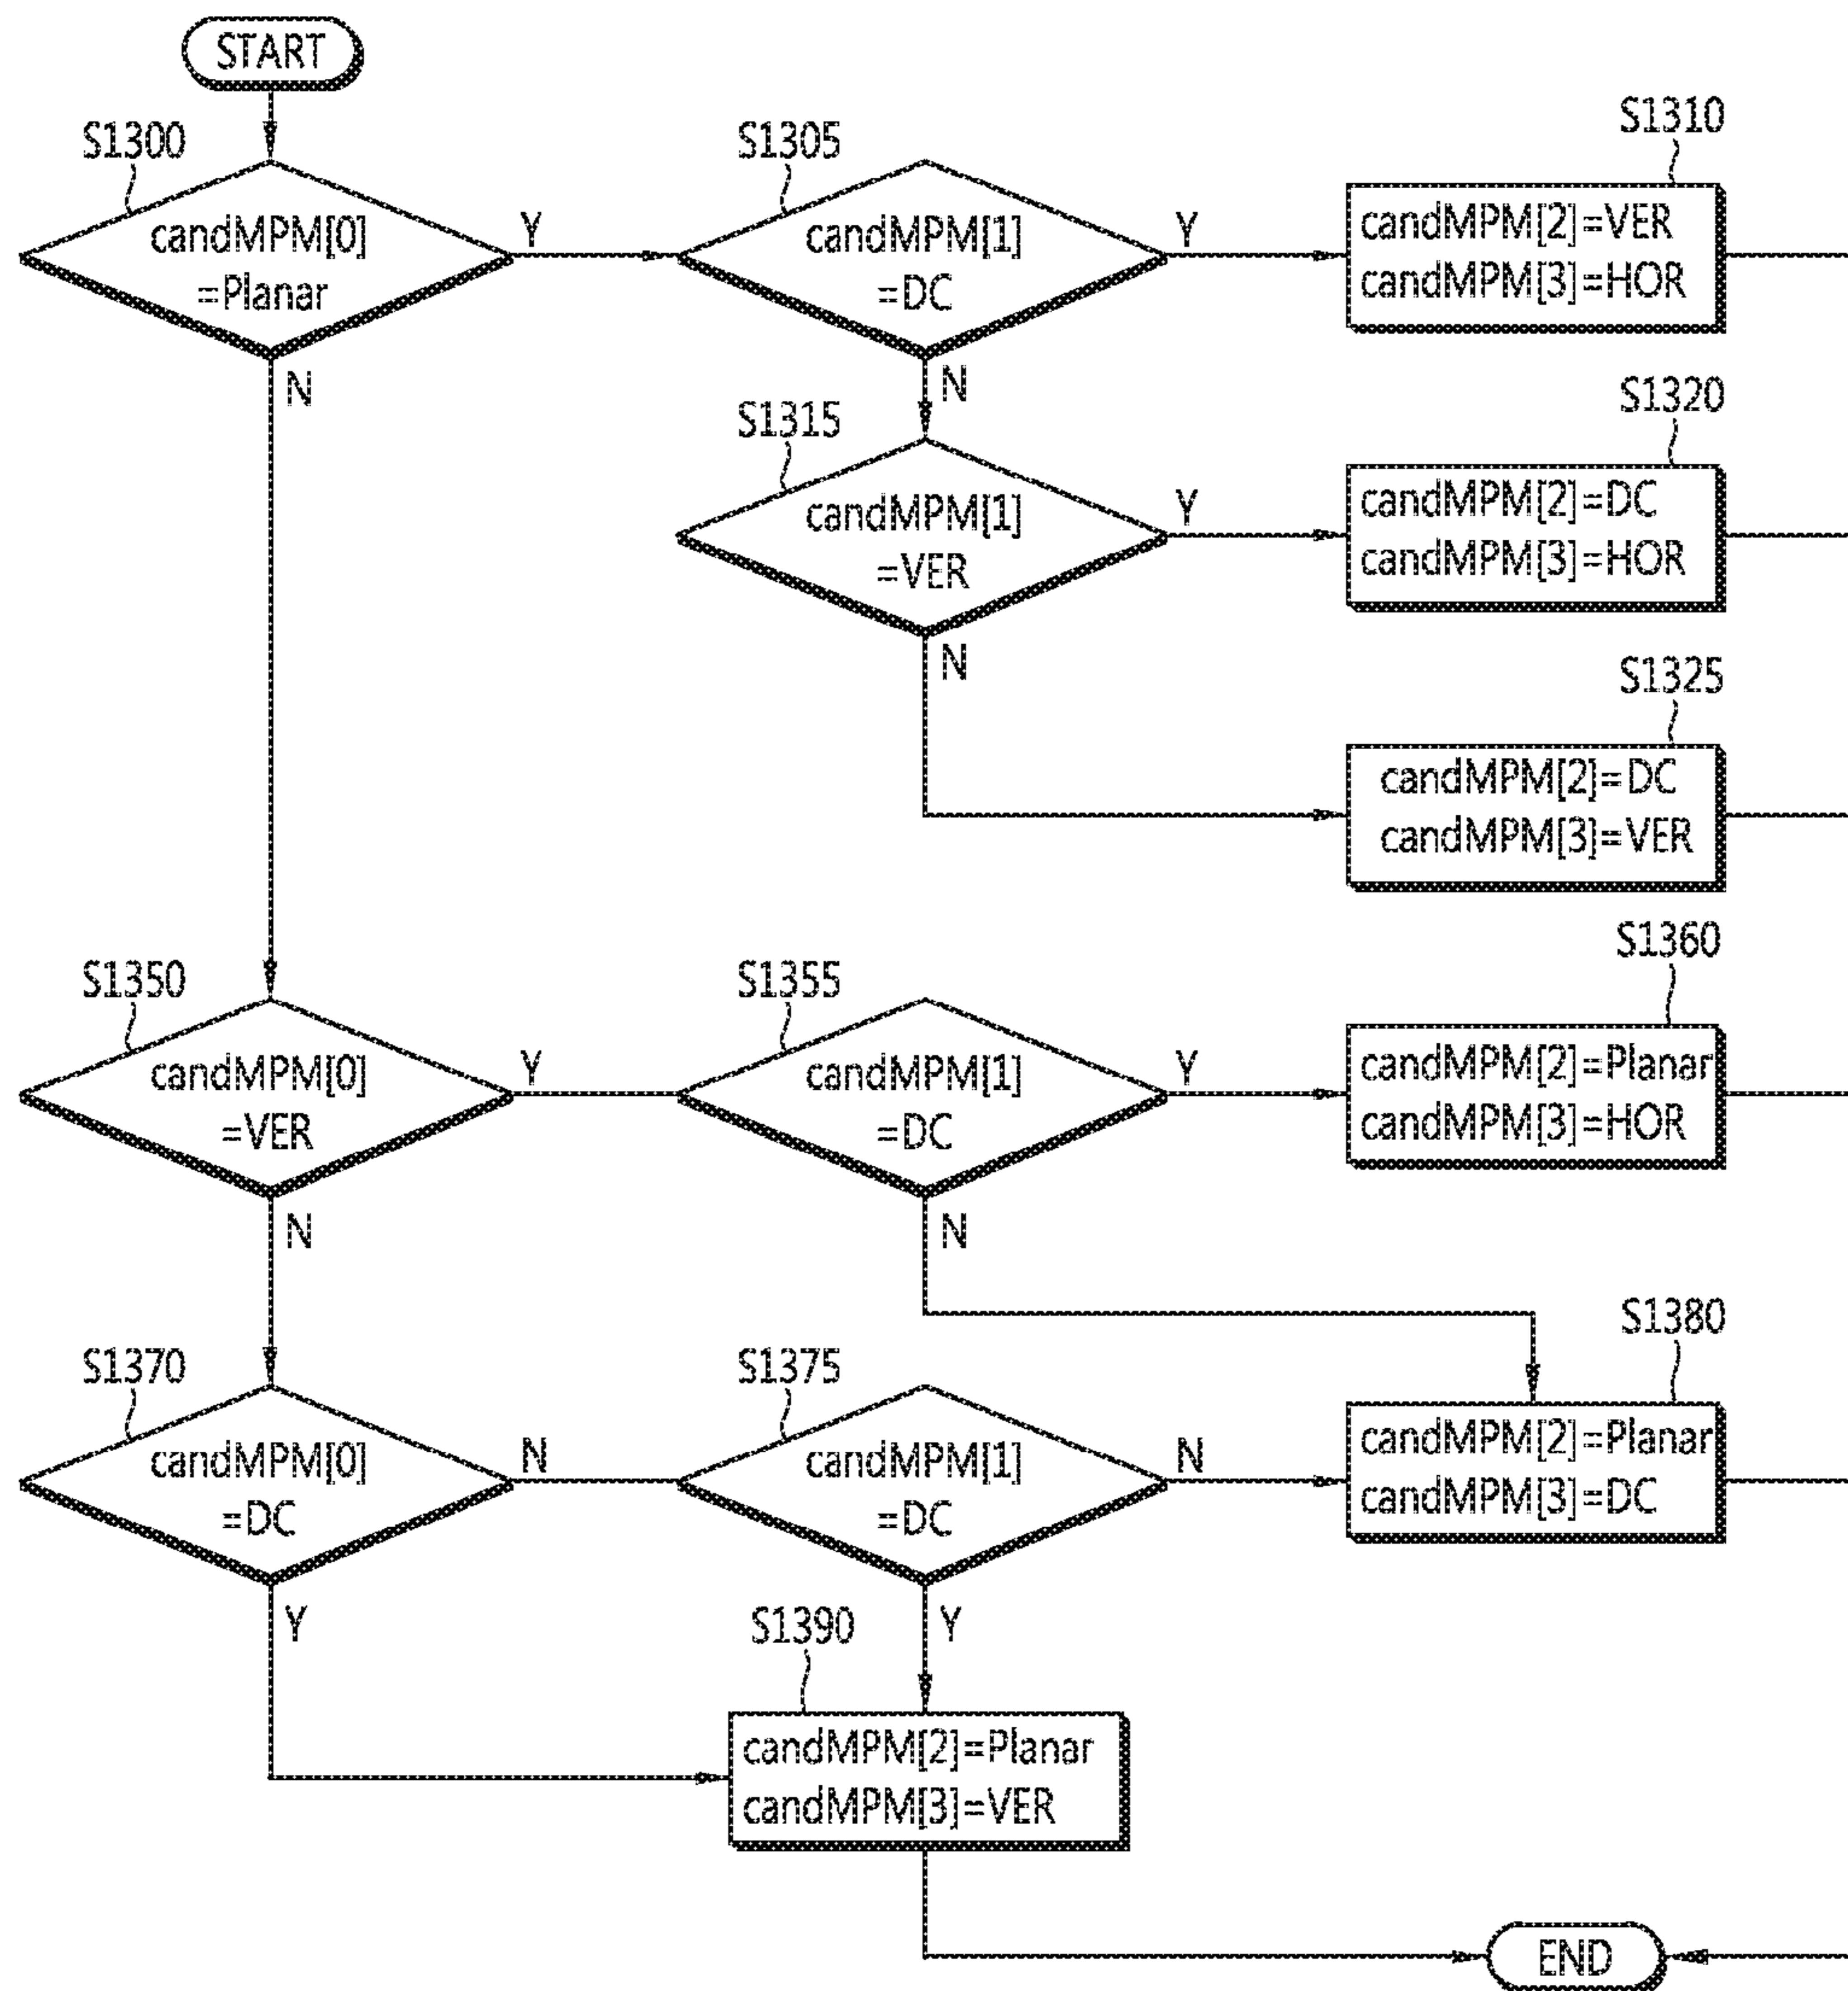 START
S1300
candMPM[0]
=Planar
Y
N
S1305
candMPM[1]
=DC
Y
N
S1310
candMPM[2]=VER
candMPM[3]=HOR
S1315
candMPM[1]
=VER
Y
N
S1320
candMPM[2]=DC
candMPM[3]=HOR
S1325
candMPM[2]=DC
candMPM[3]=VER
S1350
candMPM[0]
=VER
Y
N
S1355
candMPM[1]
=DC
Y
N
S1360
candMPM[2]=Planar
candMPM[3]=HOR
S1370
candMPM[0]
=DC
N
Y
S1375
candMPM[1]
=DC
N
Y
S1380
candMPM[2]=Planar
candMPM[3]=DC
S1390
candMPM[2]=Planar
candMPM[3]=VER
END